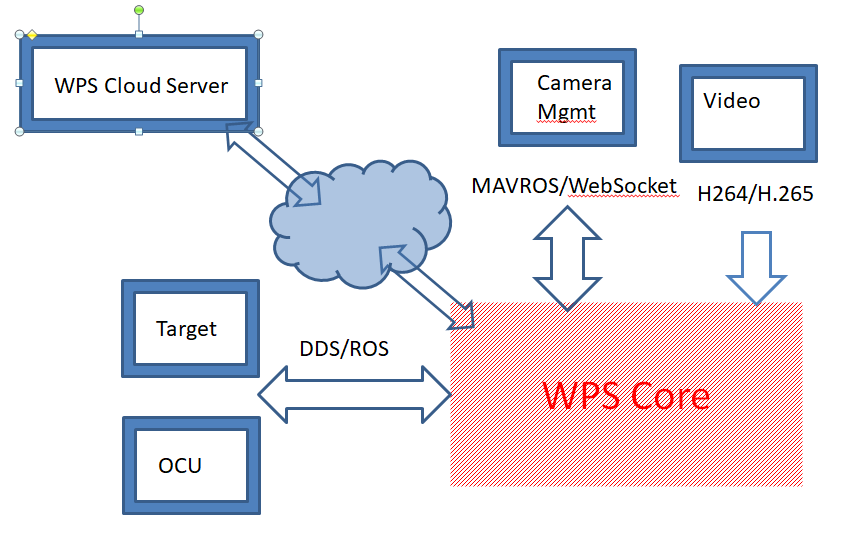 WPS Cloud Server
Camera
Mgmt
Video
MAVROS/WebSocket
H264/H.265
Target
DDS/ROS
WPS Core
OCU